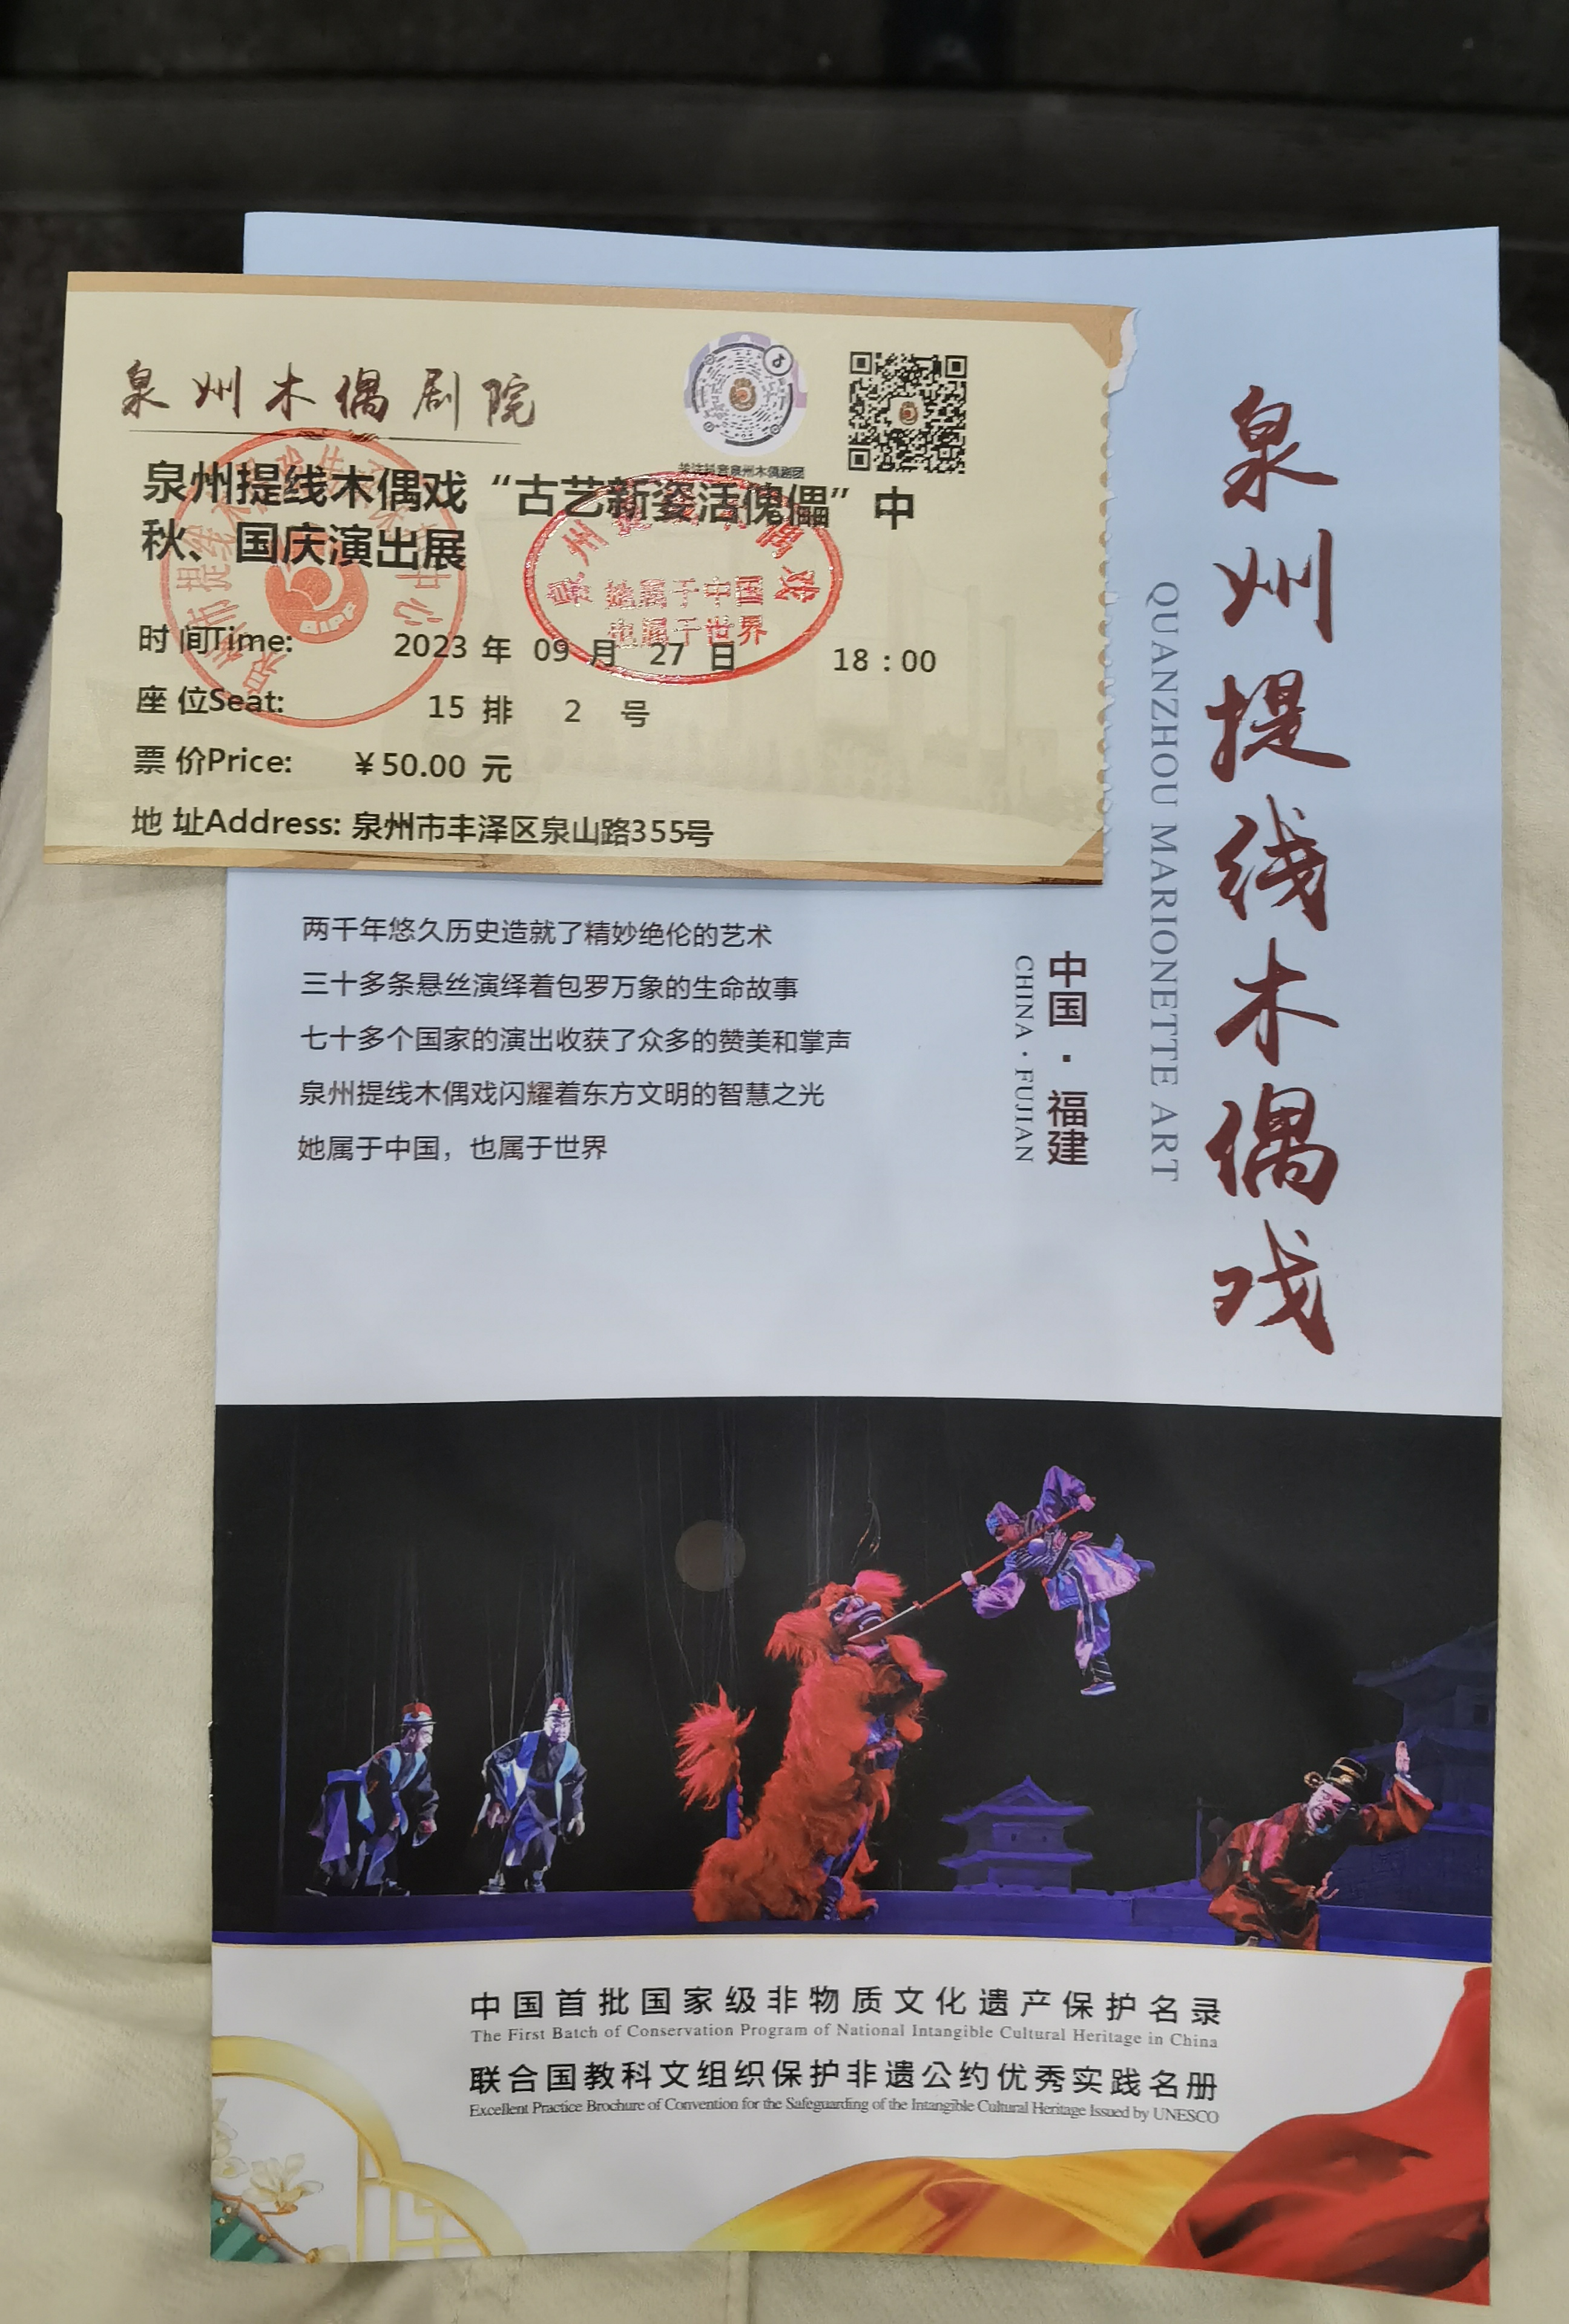 泉州木偶剧院
关注抖音泉州木偶剧团
泉州提线木偶戏“古艺新姿活傀儡”中
秋、国庆演出展
泉州提线木偶戏
她属于中国
也属于世界
时 间Time: 2023 年 09 月 27 日 18:00
座 位Seat: 15 排 2 号
票 价Price: ￥50.00 元
地 址Address: 泉州市丰泽区泉山路355号
泉州提线木偶戏
QUANZHOU MARIONETTE ART
中国·福建
CHINA·FUJIAN
两千年悠久历史造就了精妙绝伦的艺术
三十多条悬丝演绎着包罗万象的生命故事
七十多个国家的演出收获了众多的赞美和掌声
泉州提线木偶戏闪耀着东方文明的智慧之光
她属于中国，也属于世界
中国首批国家级非物质文化遗产保护名录
The First Batch of Conservation Program of National Intangible Cultural Heritage in China
联合国教科文组织保护非遗公约优秀实践名册
Excellent Practice Brochure of Convention for the Safeguarding of the Intangible Cultural Heritage Issued by UNESCO